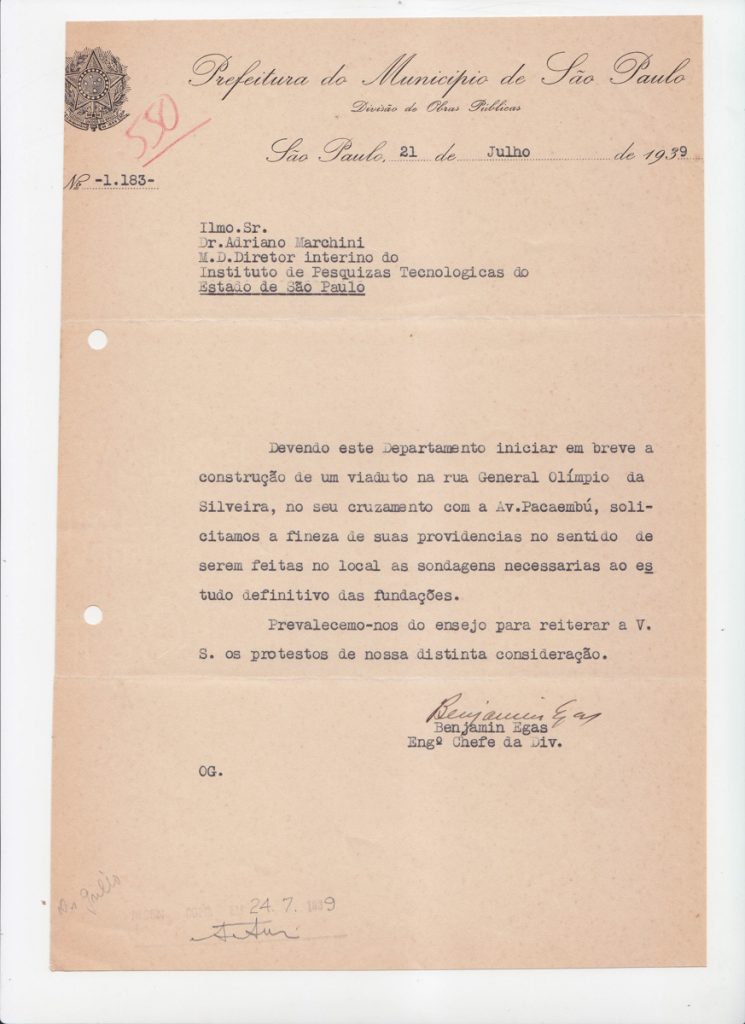 Prefeitura do Municipio de São Paulo
Divisão de Obras Públicas
550
São Paulo, 21 de Julho de 1939
Nº -1.183-
Ilmo.Sr.
Dr.Adriano Marchini
M.D.Diretor interino do
Instituto de Pesquizas Tecnologicas do
Estado de São Paulo
Devendo este Departamento iniciar em breve a
construção de um viaduto na rua General Olímpio da
Silveira, no seu cruzamento com a Av.Pacaembú, soli-
citamos a fineza de suas providencias no sentido de
serem feitas no local as sondagens necessarias ao es
tudo definitivo das fundações.
Prevalecemo-nos do ensejo para reiterar a V.
S. os protestos de nossa distinta consideração.
Benjamin Egas
Benjamin Egas
Engº Chefe da Div.
OG.
24.7.1939